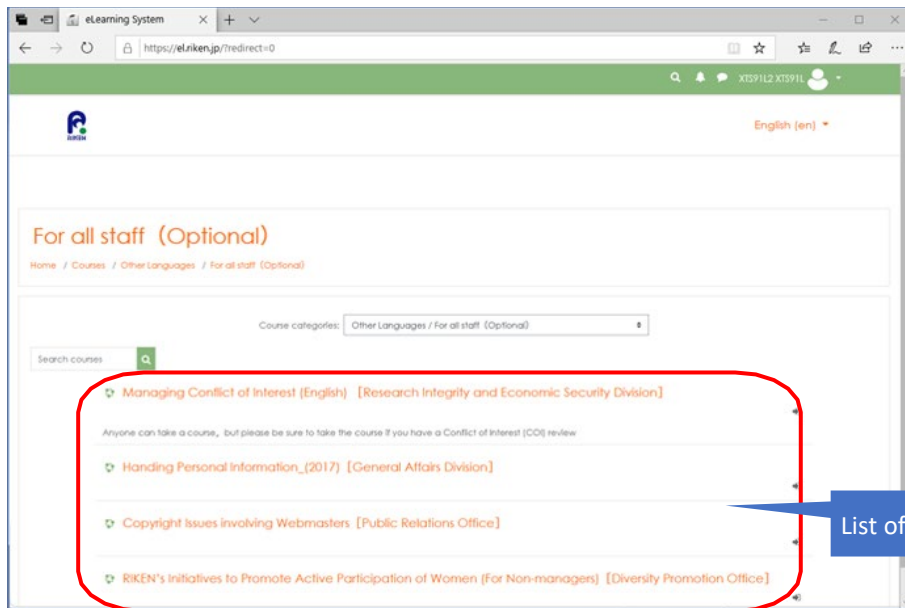 eLearning System
https://el.riken.jp/?redirect=0
XTS91L2 XTS91L
RIKEN
English (en)
For all staff（Optional）
Home / Courses / Other Languages / For all staff（Optional）
Course categories: Other Languages / For all staff（Optional）
Search courses
Managing Conflict of Interest (English)［Research Integrity and Economic Security Division］
Anyone can take a course, but please be sure to take the course if you have a Conflict of Interest (COI) review
Handing Personal Information_(2017)［General Affairs Division］
List of
Copyright Issues involving Webmasters［Public Relations Office］
RIKEN's Initiatives to Promote Active Participation of Women (For Non-managers)［Diversity Promotion Office］